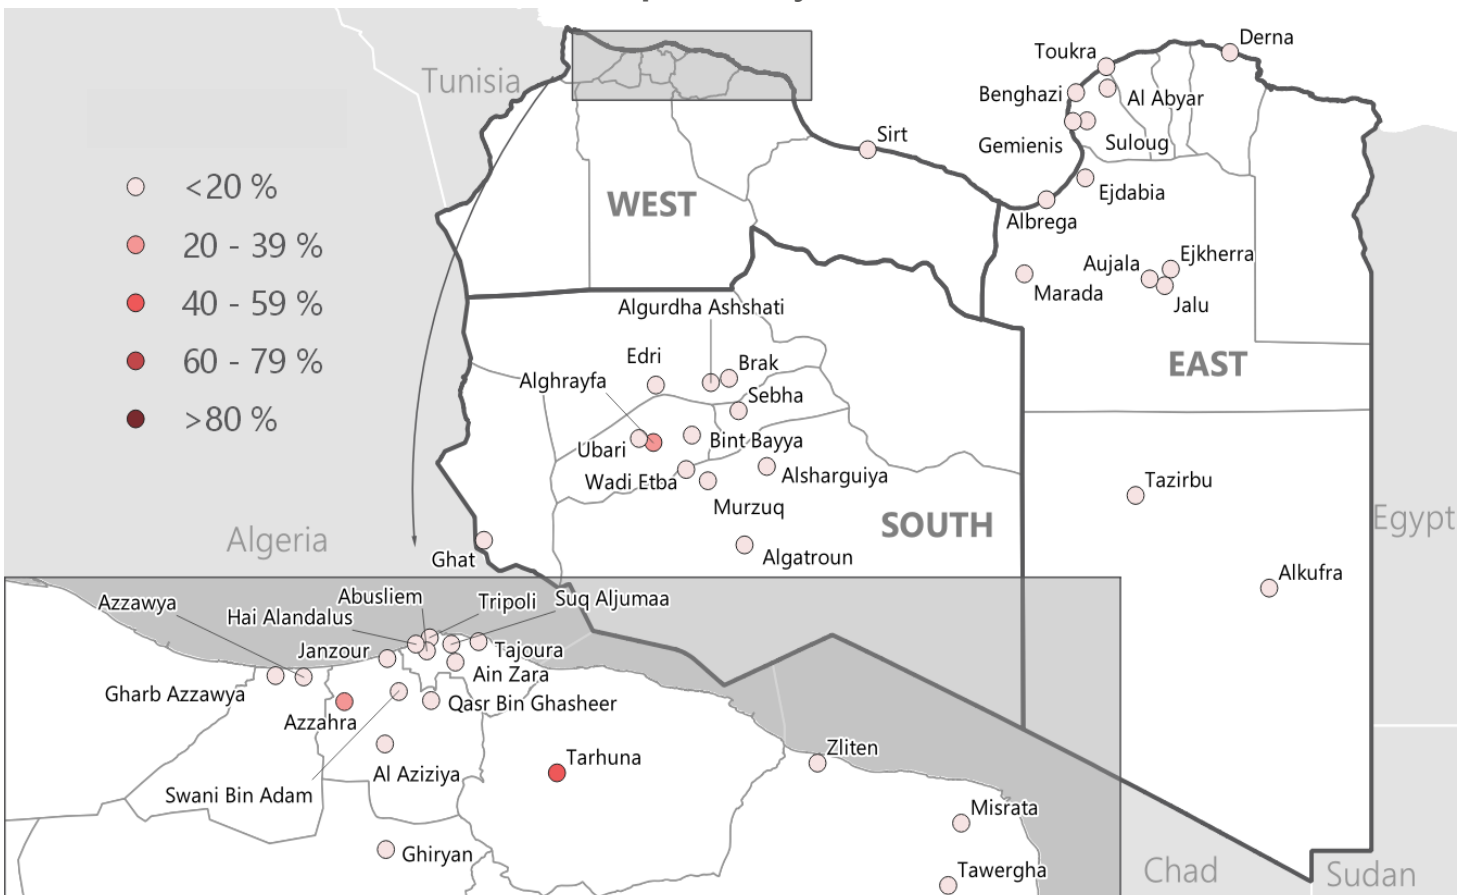 Tunisia
<20 %
20 - 39 %
40 - 59 %
60 - 79 %
>80 %
WEST
Sirt
Toukra
Derna
Benghazi
Al Abyar
Gemienis
Suloug
Ejdabia
Albrega
Aujala
Ejkherra
Marada
Jalu
EAST
Algurdha Ashshati
Edri
Brak
Alghrayfa
Sebha
Ubari
Bint Bayya
Wadi Etba
Alsharguiya
Murzuq
SOUTH
Tazirbu
Egypt
Algeria
Ghat
Algatroun
Alkufra
Azzawya
Abusliem
Tripoli
Suq Aljumaa
Hai Alandalus
Janzour
Tajoura
Ain Zara
Gharb Azzawya
Qasr Bin Ghasheer
Azzahra
Zliten
Tarhuna
Al Aziziya
Swani Bin Adam
Misrata
Ghiryan
Tawergha
Chad
Sudan